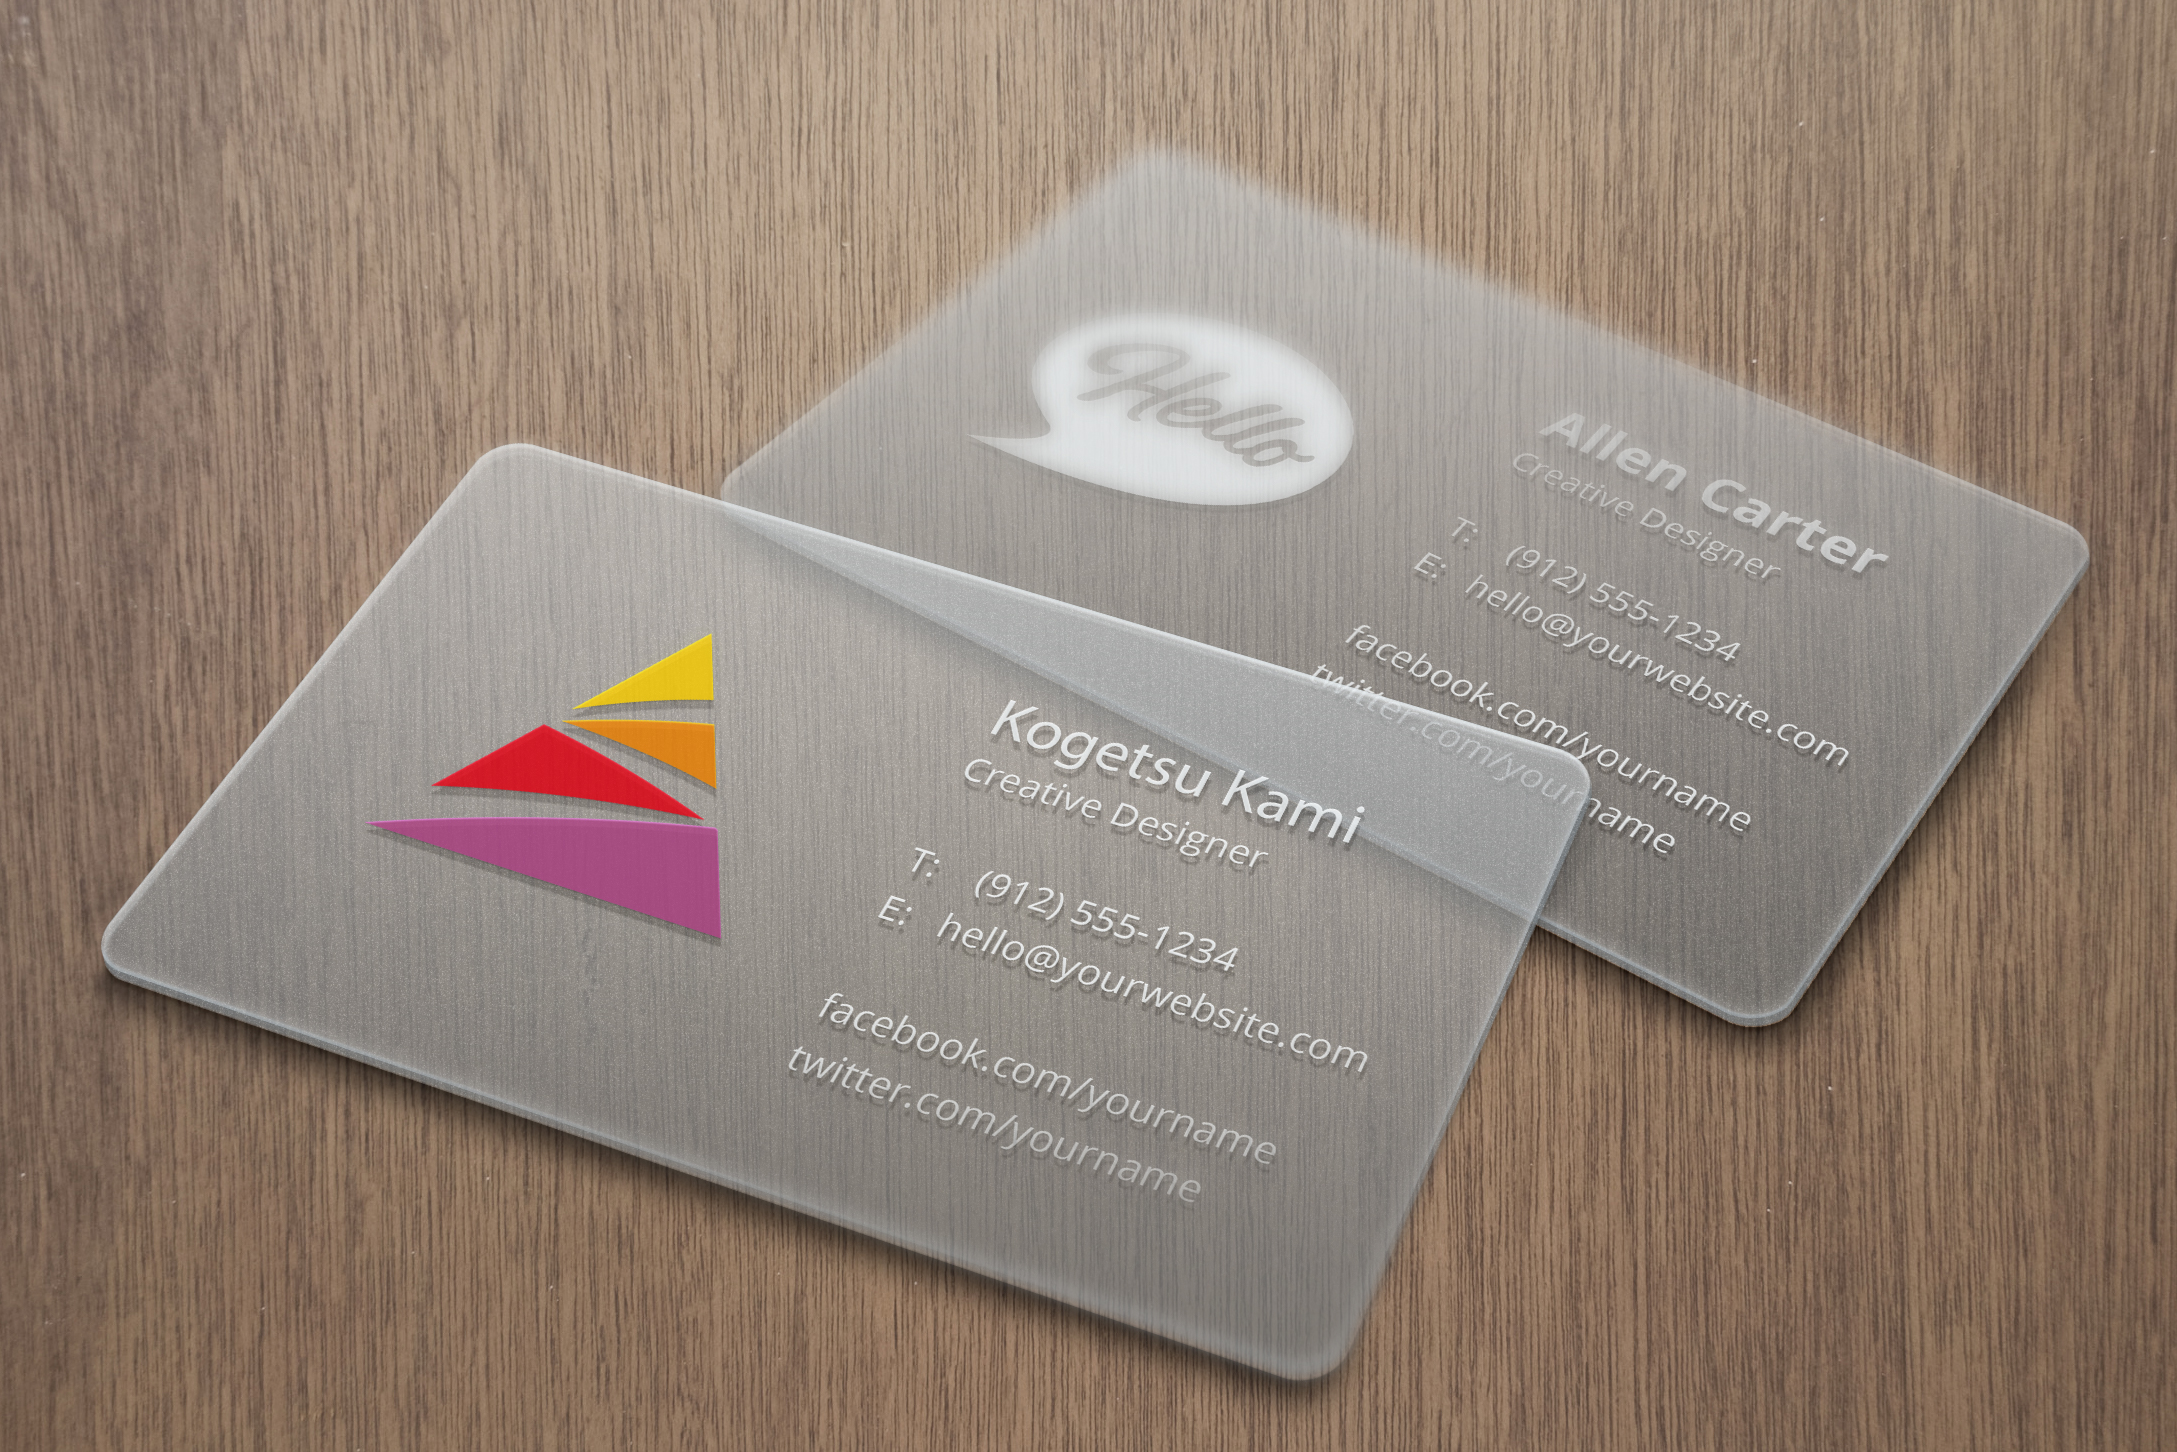 Hello
Allen Carter
Creative Designer
T: (912) 555-1234
E: hello@yourwebsite.com
facebook.com/yourname
twitter.com/yourname
Kogetsu Kami
Creative Designer
T: (912) 555-1234
E: hello@yourwebsite.com
facebook.com/yourname
twitter.com/yourname